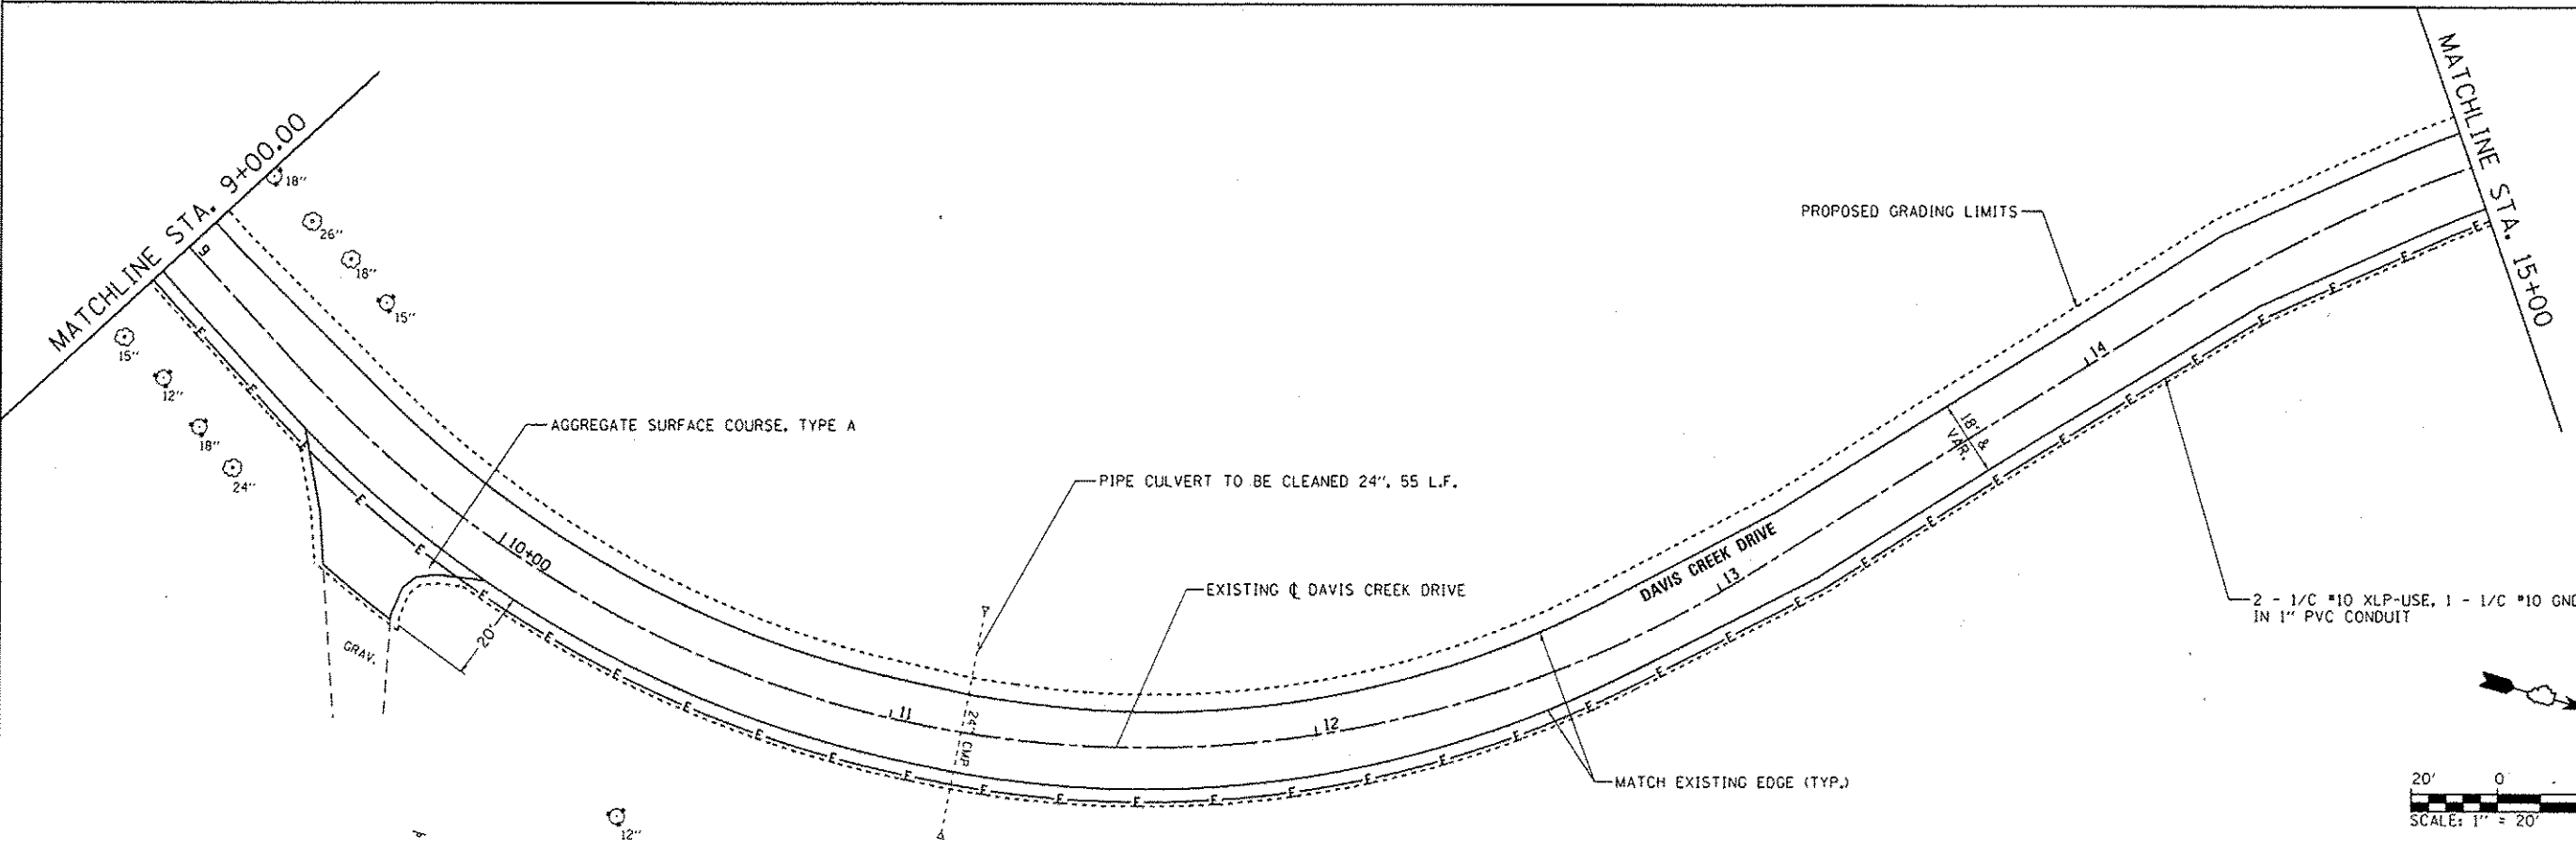 MATCHLINE STA. 9+00.00
MATCHLINE STA. 15+00
18"
26"
18"
15"
15"
12"
18"
24"
12"
9
PROPOSED GRADING LIMITS
AGGREGATE SURFACE COURSE, TYPE A
PIPE CULVERT TO BE CLEANED 24", 55 L.F.
EXISTING ℄ DAVIS CREEK DRIVE
DAVIS CREEK DRIVE
18' &
VAR.
10+00
11
12
13
14
20'
GRAV.
24" CMP
2 - 1/C #10 XLP-USE, 1 - 1/C #10 GND
IN 1" PVC CONDUIT
MATCH EXISTING EDGE (TYP.)
E E E E E E E E E E E E E E E E E E E E E E E E E E E E E E E E
20' 0
SCALE: 1" = 20'